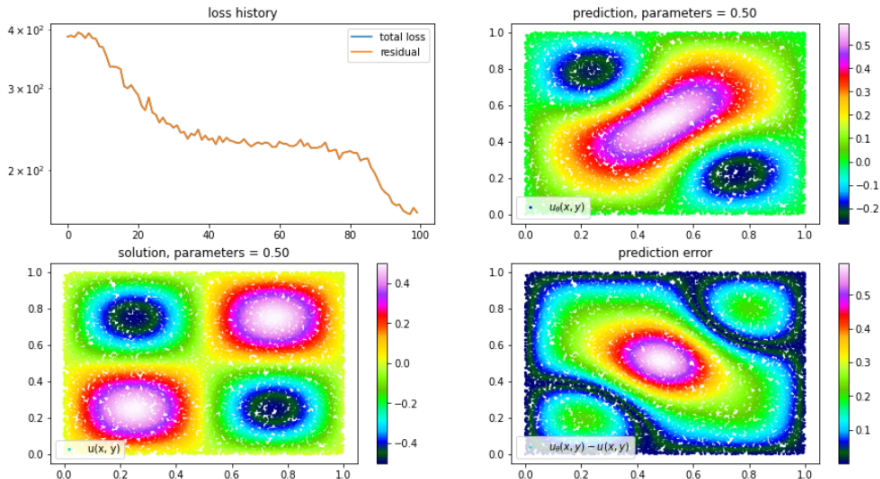 loss history
total loss
residual
4 × 10²
3 × 10²
2 × 10²
0 20 40 60 80 100
prediction, parameters = 0.50
1.0
0.8
0.6
0.4
0.2
0.0
0.0 0.2 0.4 0.6 0.8 1.0
u_θ(x, y)
0.5
0.4
0.3
0.2
0.1
0.0
−0.1
−0.2
solution, parameters = 0.50
1.0
0.8
0.6
0.4
0.2
0.0
0.0 0.2 0.4 0.6 0.8 1.0
u(x, y)
0.4
0.2
0.0
−0.2
−0.4
prediction error
1.0
0.8
0.6
0.4
0.2
0.0
0.0 0.2 0.4 0.6 0.8 1.0
u_θ(x, y) − u(x, y)
0.5
0.4
0.3
0.2
0.1